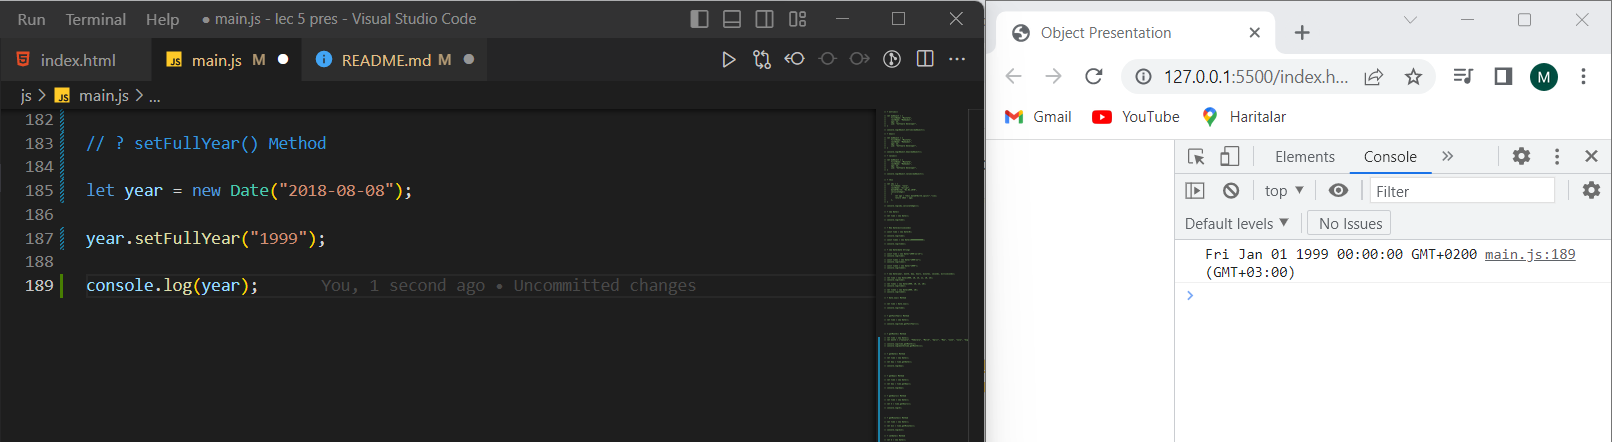 Run Terminal ● main.js - lec 5 pres - Visual Studio Code
index.html main.js M README.md M
js > JS main.js > ...
182
183 // ? setFullYear() Method
184
185 let year = new Date("2018-08-08");
186
187 year.setFullYear("1999");
188
189 console.log(year); You, 1 second ago • Uncommitted changes
Object Presentation
127.0.0.1:5500/index.h... M
Gmail YouTube Haritalar
Elements Console »
top Filter
Default levels No Issues
Fri Jan 01 1999 00:00:00 GMT+0200 main.js:189
(GMT+03:00)